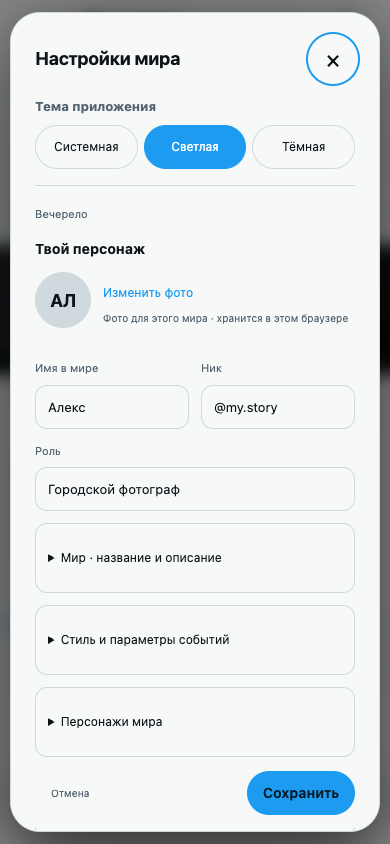 Настройки мира
×
Тема приложения
Системная
Светлая
Тёмная
Вечерело
Твой персонаж
АЛ
Изменить фото
Фото для этого мира · хранится в этом браузере
Имя в мире
Ник
Алекс
@my.story
Роль
Городской фотограф
Мир · название и описание
Стиль и параметры событий
Персонажи мира
Отмена
Сохранить